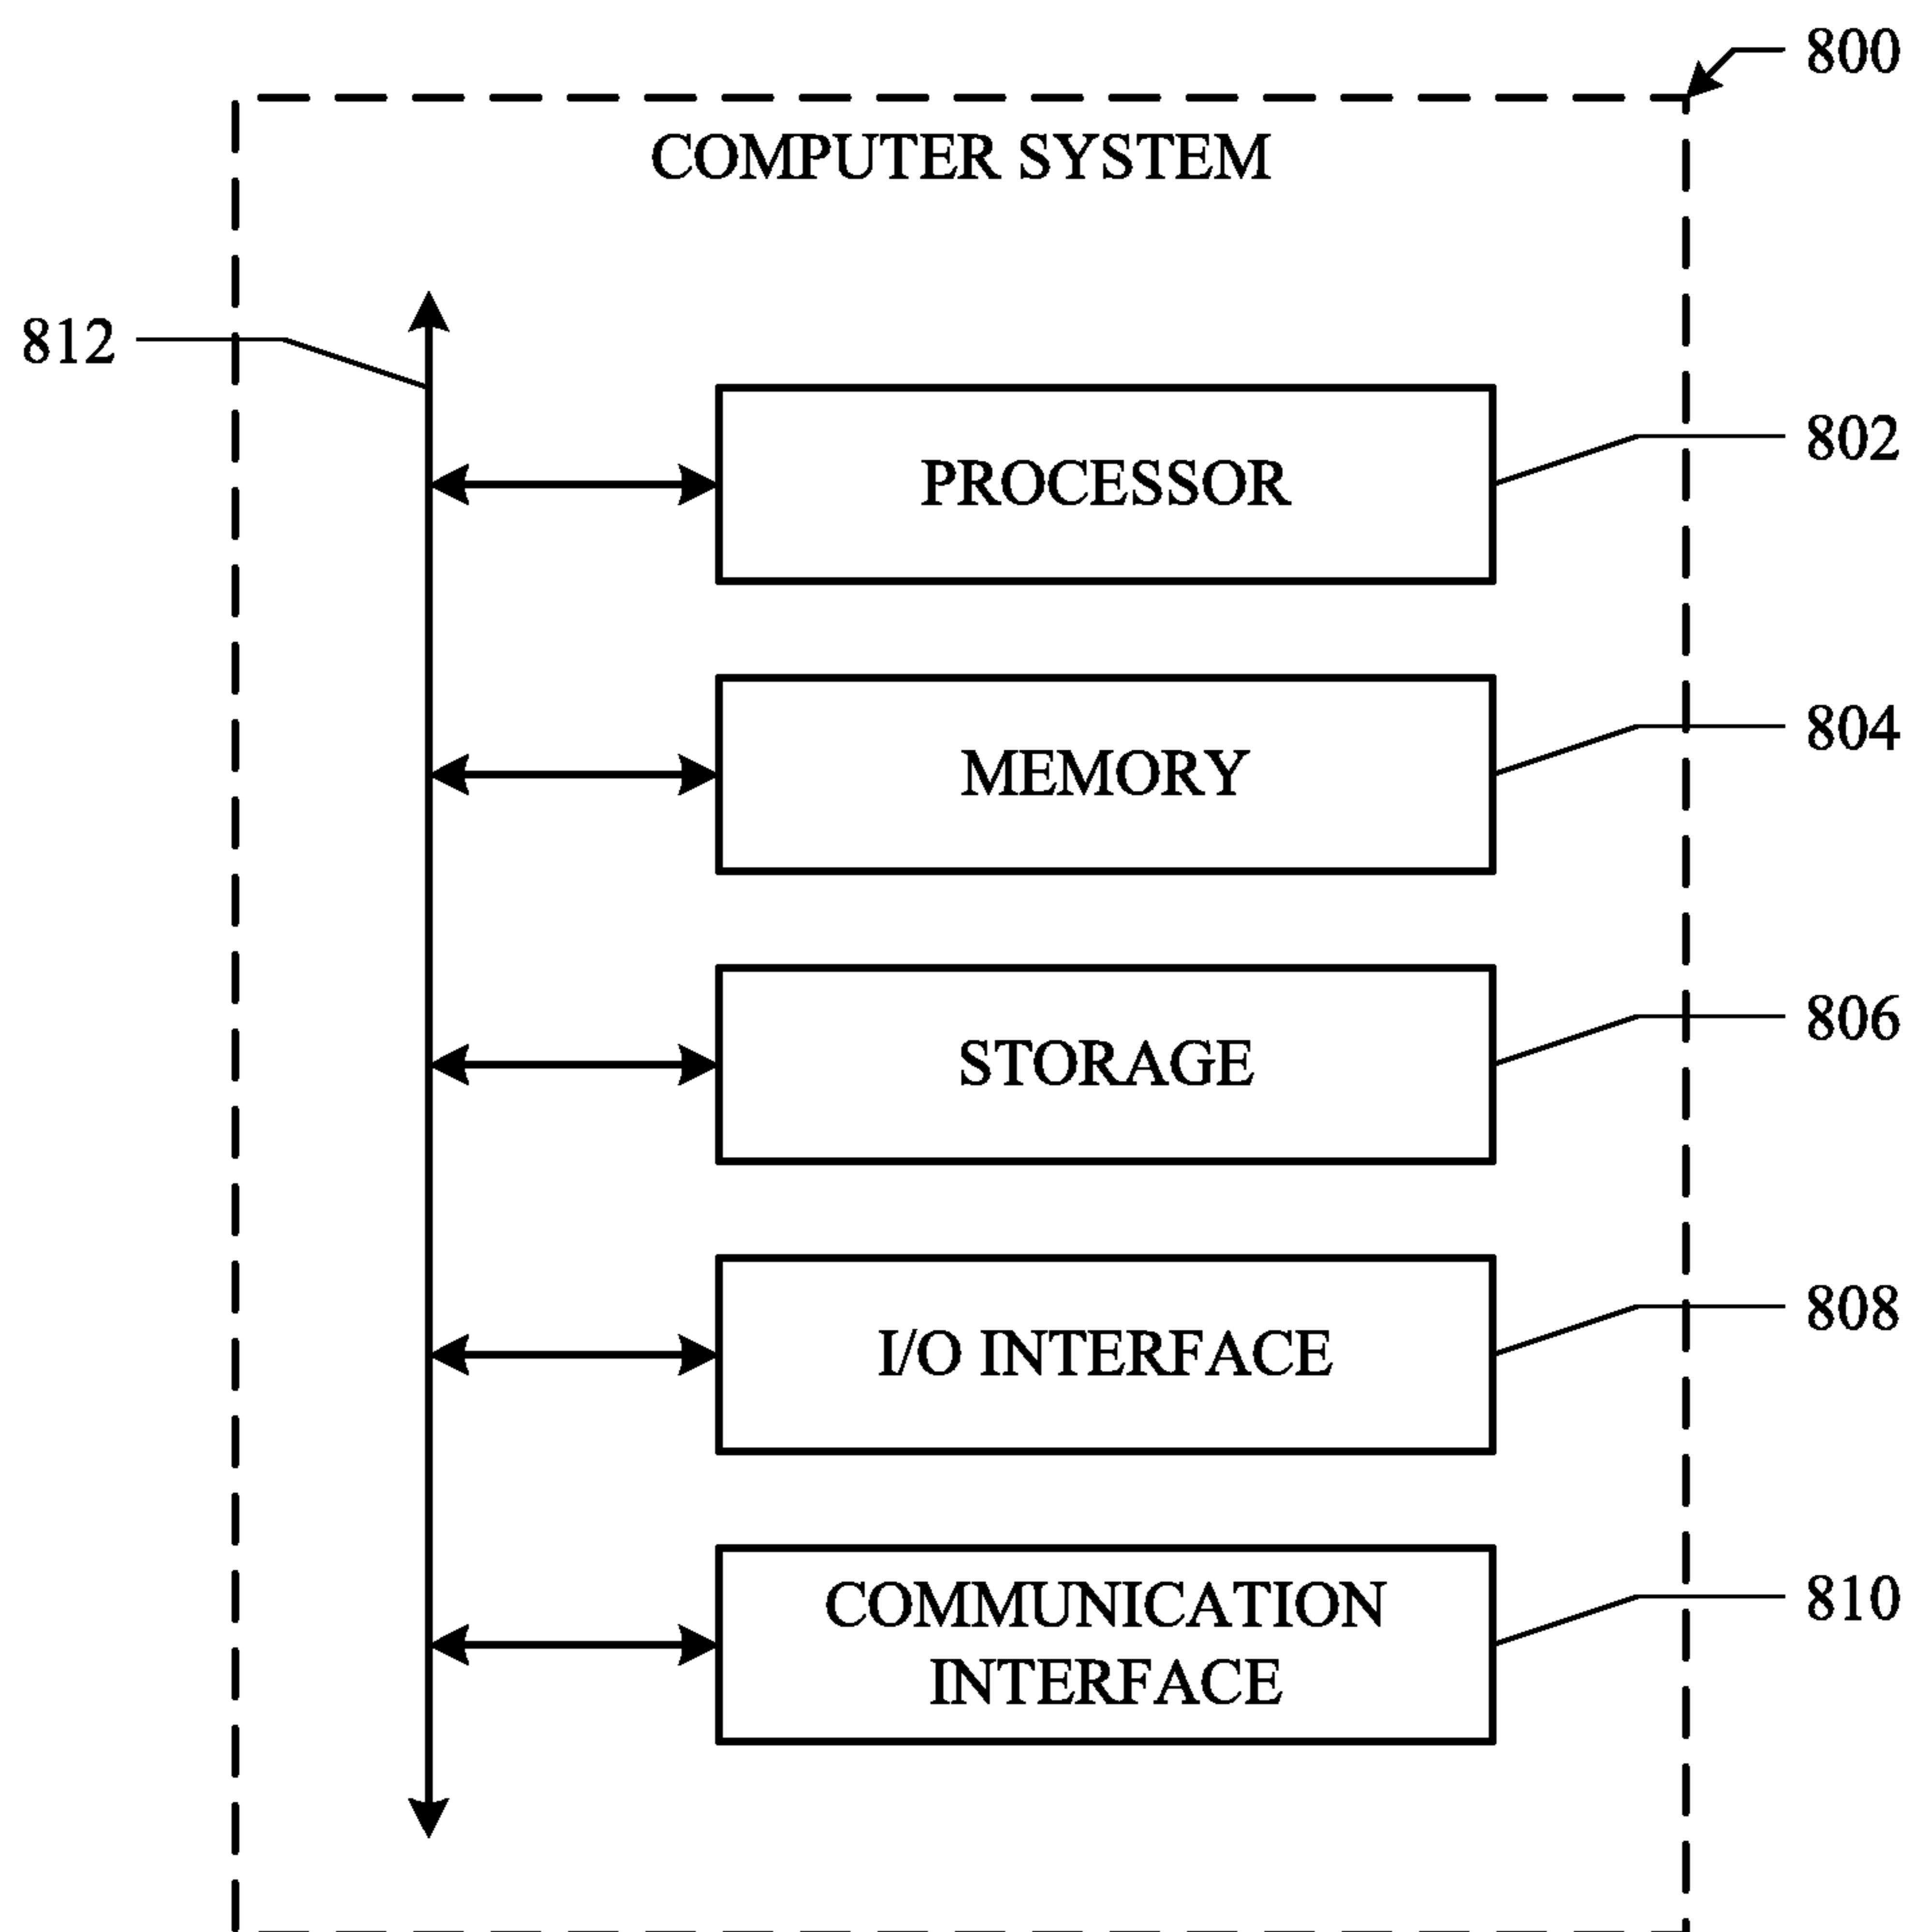 800
COMPUTER SYSTEM
812
802
PROCESSOR
804
MEMORY
806
STORAGE
808
I/O INTERFACE
810
COMMUNICATION
INTERFACE